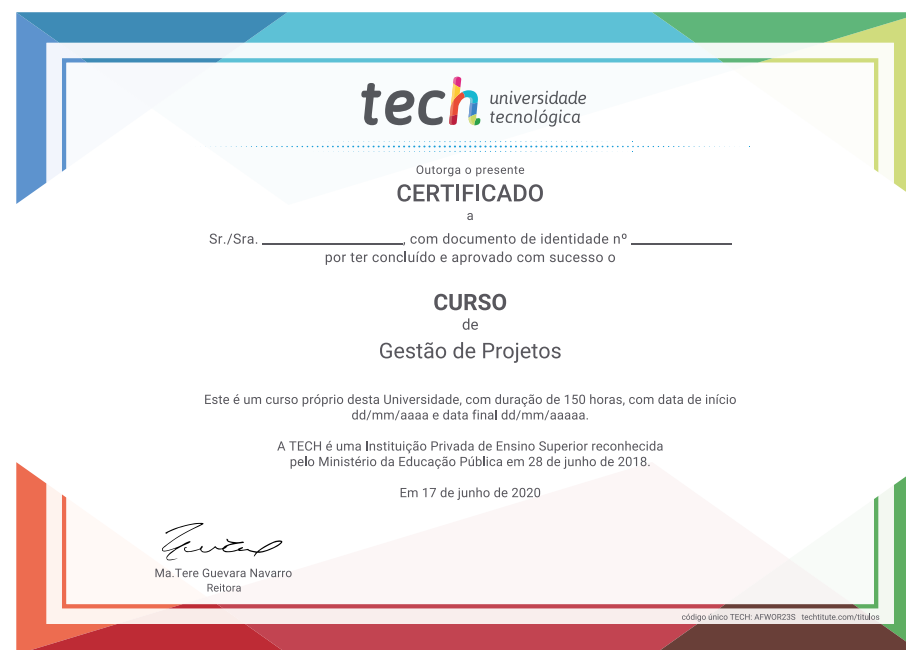 tech universidade
tecnológica
Outorga o presente
CERTIFICADO
a
Sr./Sra. ________________, com documento de identidade nº ____________
por ter concluído e aprovado com sucesso o
CURSO
de
Gestão de Projetos
Este é um curso próprio desta Universidade, com duração de 150 horas, com data de início
dd/mm/aaaa e data final dd/mm/aaaaa.
A TECH é uma Instituição Privada de Ensino Superior reconhecida
pelo Ministério da Educação Pública em 28 de junho de 2018.
Em 17 de junho de 2020
Ma.Tere Guevara Navarro
Reitora
código único TECH: AFWOR23S techtitute.com/titulos